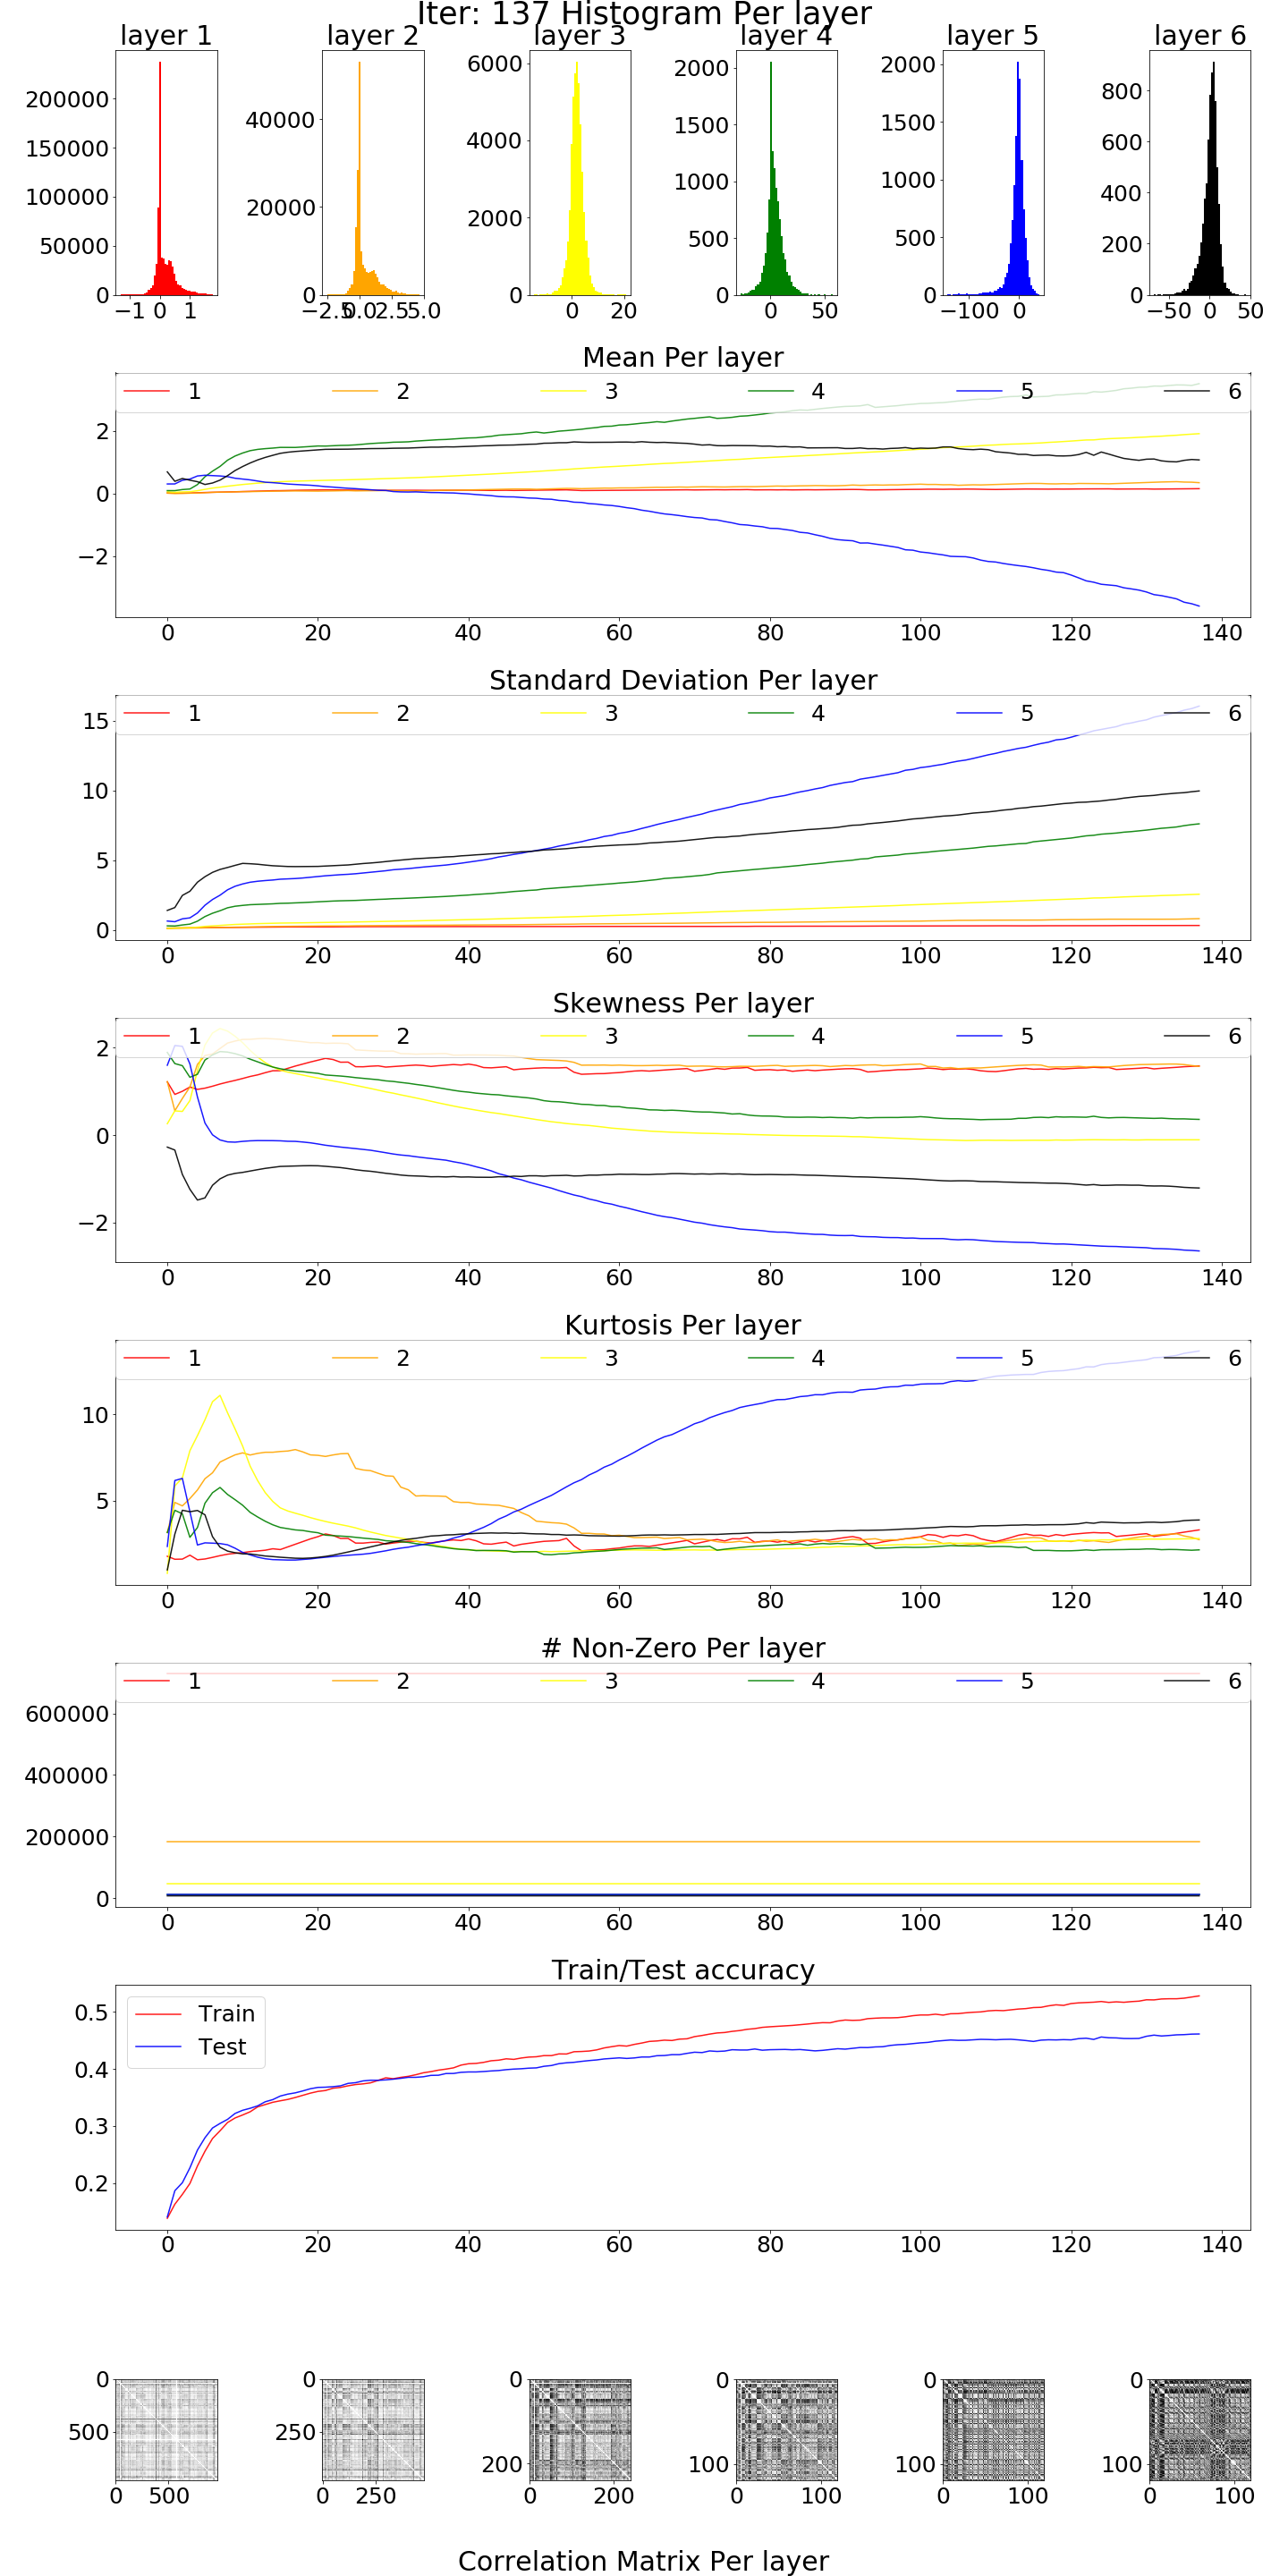 Iter: 137 Histogram Per layer
layer 1 layer 2 layer 3 layer 4 layer 5 layer 6
200000
150000
100000
50000
0
−1 0 1
40000
20000
0
−2.5 0.0 2.5 5.0
6000
4000
2000
0
0 20
2000
1500
1000
500
0
0 50
2000
1500
1000
500
0
−100 0
800
600
400
200
0
−50 0 50
Mean Per layer
1 2 3 4 5 6
2
0
−2
0 20 40 60 80 100 120 140
Standard Deviation Per layer
1 2 3 4 5 6
15
10
5
0
0 20 40 60 80 100 120 140
Skewness Per layer
1 2 3 4 5 6
2
0
−2
0 20 40 60 80 100 120 140
Kurtosis Per layer
1 2 3 4 5 6
10
5
0 20 40 60 80 100 120 140
# Non-Zero Per layer
1 2 3 4 5 6
600000
400000
200000
0
0 20 40 60 80 100 120 140
Train/Test accuracy
Train
Test
0.5
0.4
0.3
0.2
0 20 40 60 80 100 120 140
0
500
0 500
0
250
0 250
0
200
0 200
0
100
0 100
0
100
0 100
0
100
0 100
Correlation Matrix Per layer